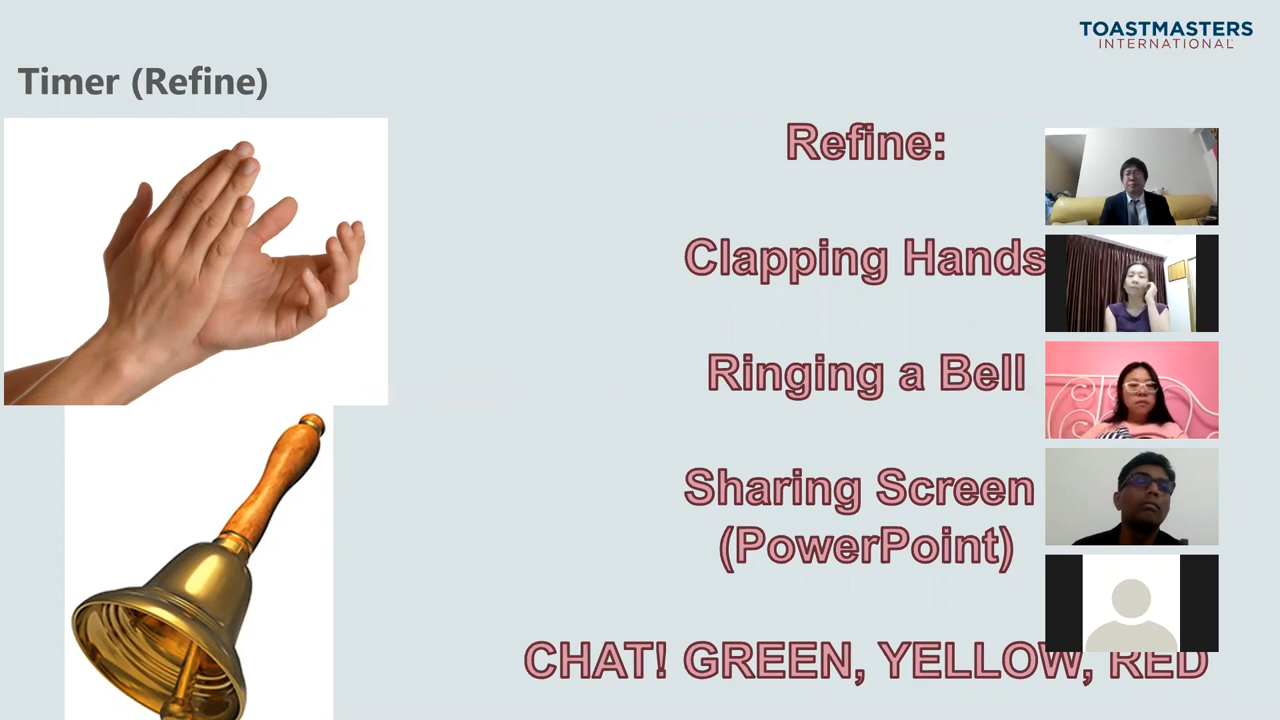 TOASTMASTERS
INTERNATIONAL
Timer (Refine)
Refine:
Clapping Hands
Ringing a Bell
Sharing Screen
(PowerPoint)
CHAT! GREEN, YELLOW, RED